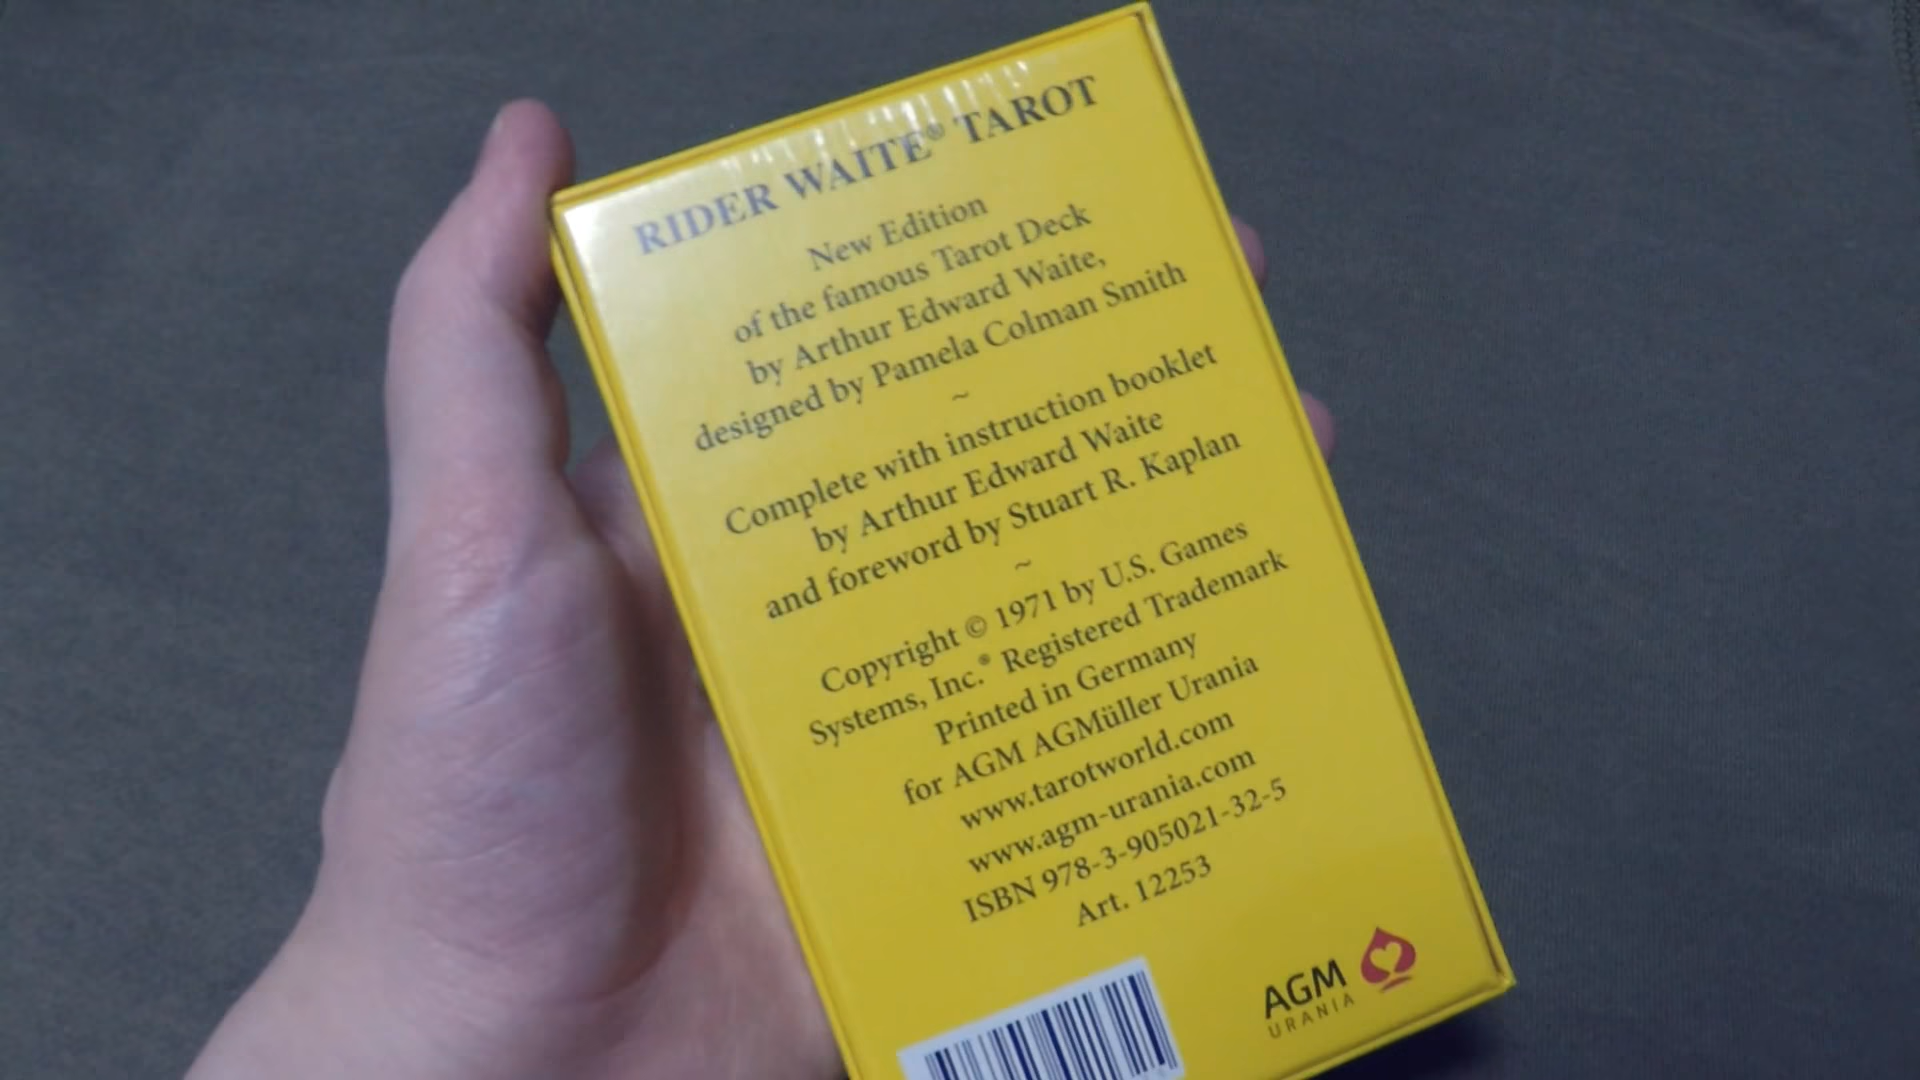 RIDER WAITE® TAROT
New Edition
of the famous Tarot Deck
by Arthur Edward Waite,
designed by Pamela Colman Smith
~
Complete with instruction booklet
by Arthur Edward Waite
and foreword by Stuart R. Kaplan
~
Copyright © 1971 by U.S. Games
Systems, Inc.® Registered Trademark
Printed in Germany
for AGM AGMüller Urania
www.tarotworld.com
www.agm-urania.com
ISBN 978-3-905021-32-5
Art. 12253
AGM
URANIA